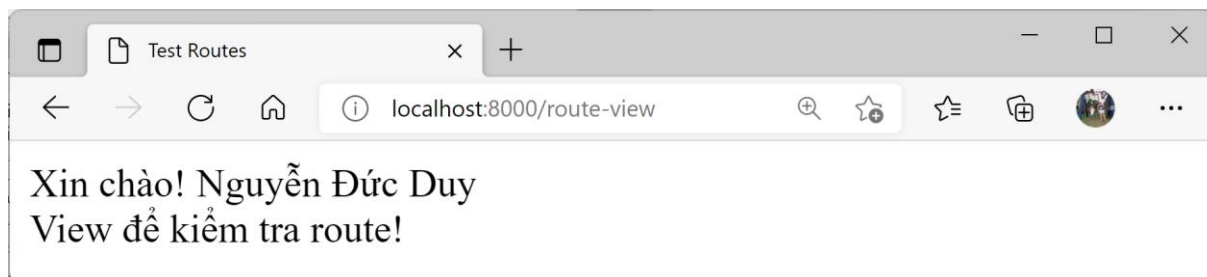 Test Routes
localhost:8000/route-view
Xin chào! Nguyễn Đức Duy
View để kiểm tra route!